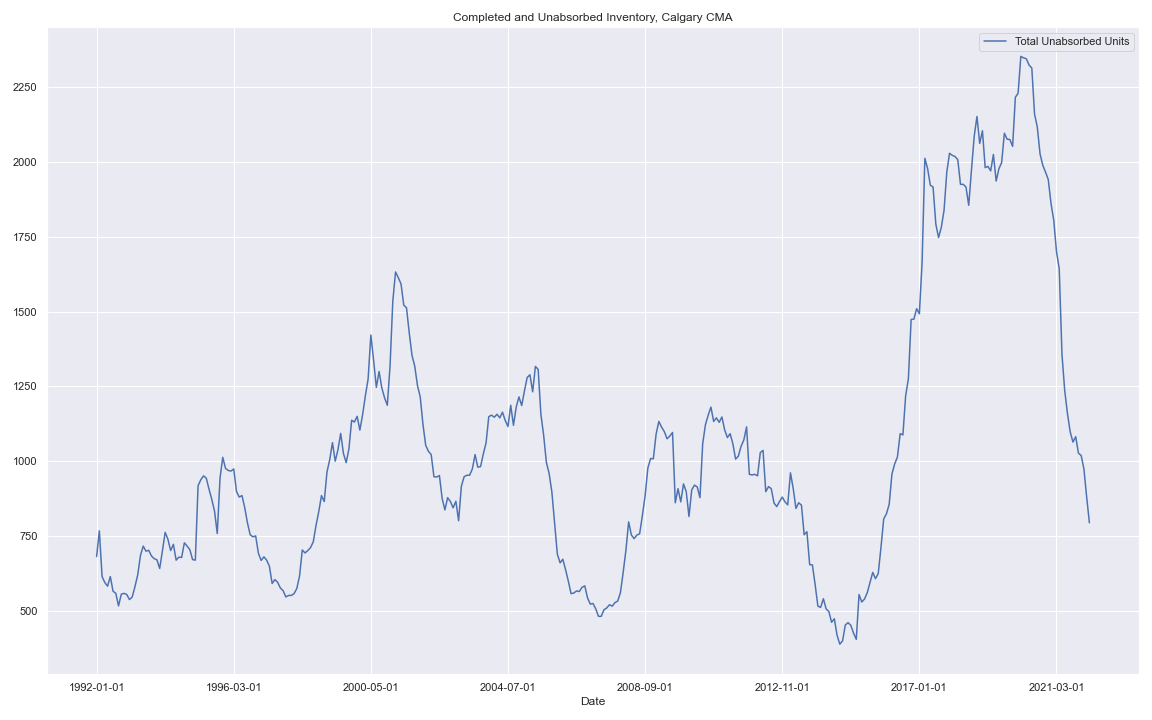 Completed and Unabsorbed Inventory, Calgary CMA
Total Unabsorbed Units
2250
2000
1750
1500
1250
1000
750
500
1992-01-01 1996-03-01 2000-05-01 2004-07-01 2008-09-01 2012-11-01 2017-01-01 2021-03-01
Date